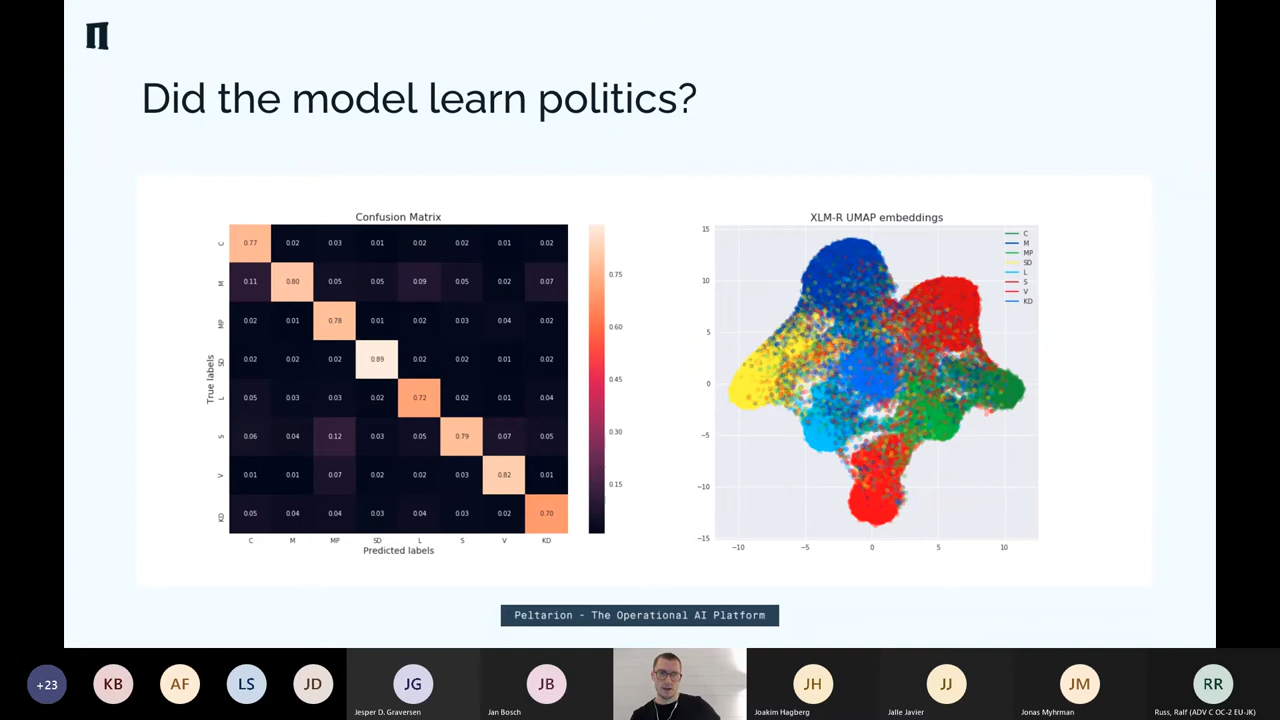 Did the model learn politics?
Confusion Matrix
True labels
C 0.77 0.02 0.03 0.01 0.02 0.02 0.01 0.02
M 0.11 0.80 0.05 0.05 0.09 0.05 0.02 0.07
MP 0.02 0.01 0.78 0.01 0.02 0.03 0.04 0.02
SD 0.02 0.02 0.02 0.89 0.02 0.02 0.01 0.02
L 0.05 0.03 0.03 0.02 0.72 0.02 0.01 0.04
S 0.06 0.04 0.12 0.03 0.05 0.79 0.07 0.05
V 0.01 0.01 0.07 0.02 0.02 0.03 0.82 0.01
KD 0.05 0.04 0.04 0.03 0.04 0.03 0.02 0.70
C M MP SD L S V KD
Predicted labels
0.75
0.60
0.45
0.30
0.15
XLM-R UMAP embeddings
15
10
5
0
−5
−10
−15
−10 −5 0 5 10
C
M
MP
SD
L
S
V
KD
Peltarion - The Operational AI Platform
+23 KB AF LS JD JG JB JH JJ JM RR
Jesper D. Graversen Jan Bosch Joakim Hagberg Jalle Javier Jonas Myhrman Russ, Ralf (ADV C OC-2 EU-JK)